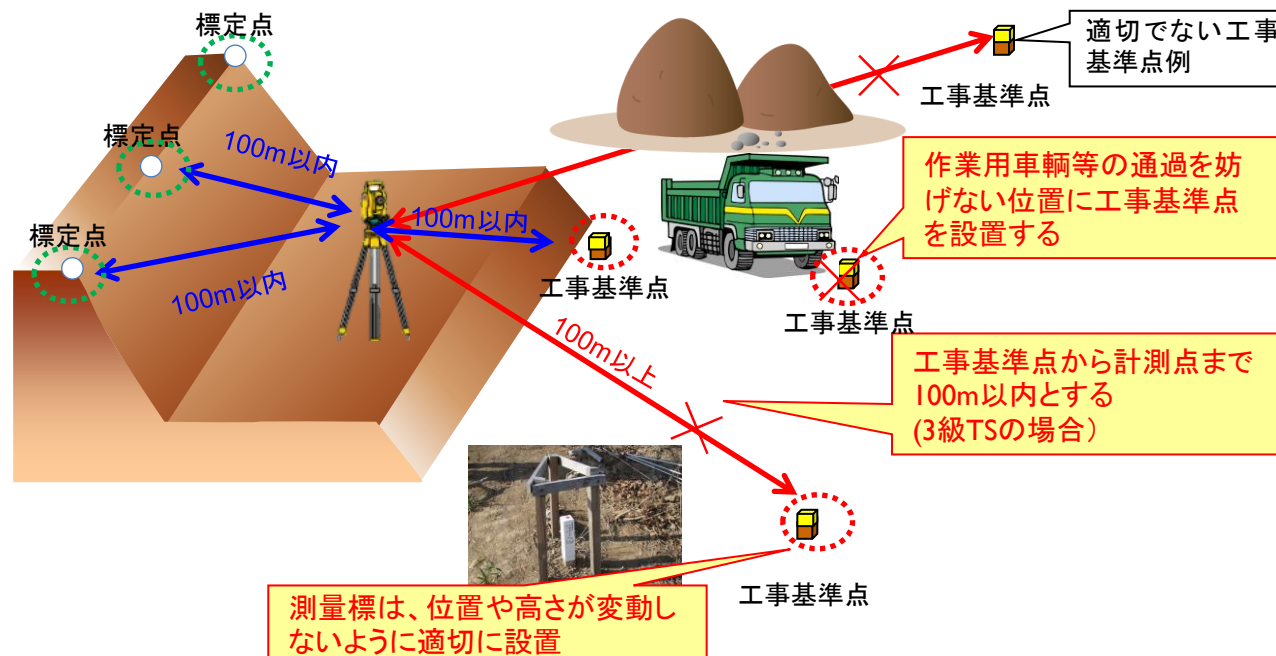 標定点
適切でない工事
基準点例
工事基準点
標定点
100m以内
作業用車輌等の通過を妨
げない位置に工事基準点
を設置する
標定点
100m以内
100m以内
工事基準点
工事基準点
100m以上
工事基準点から計測点まで
100m以内とする
(3級TSの場合）
工事基準点
測量標は、位置や高さが変動し
ないように適切に設置